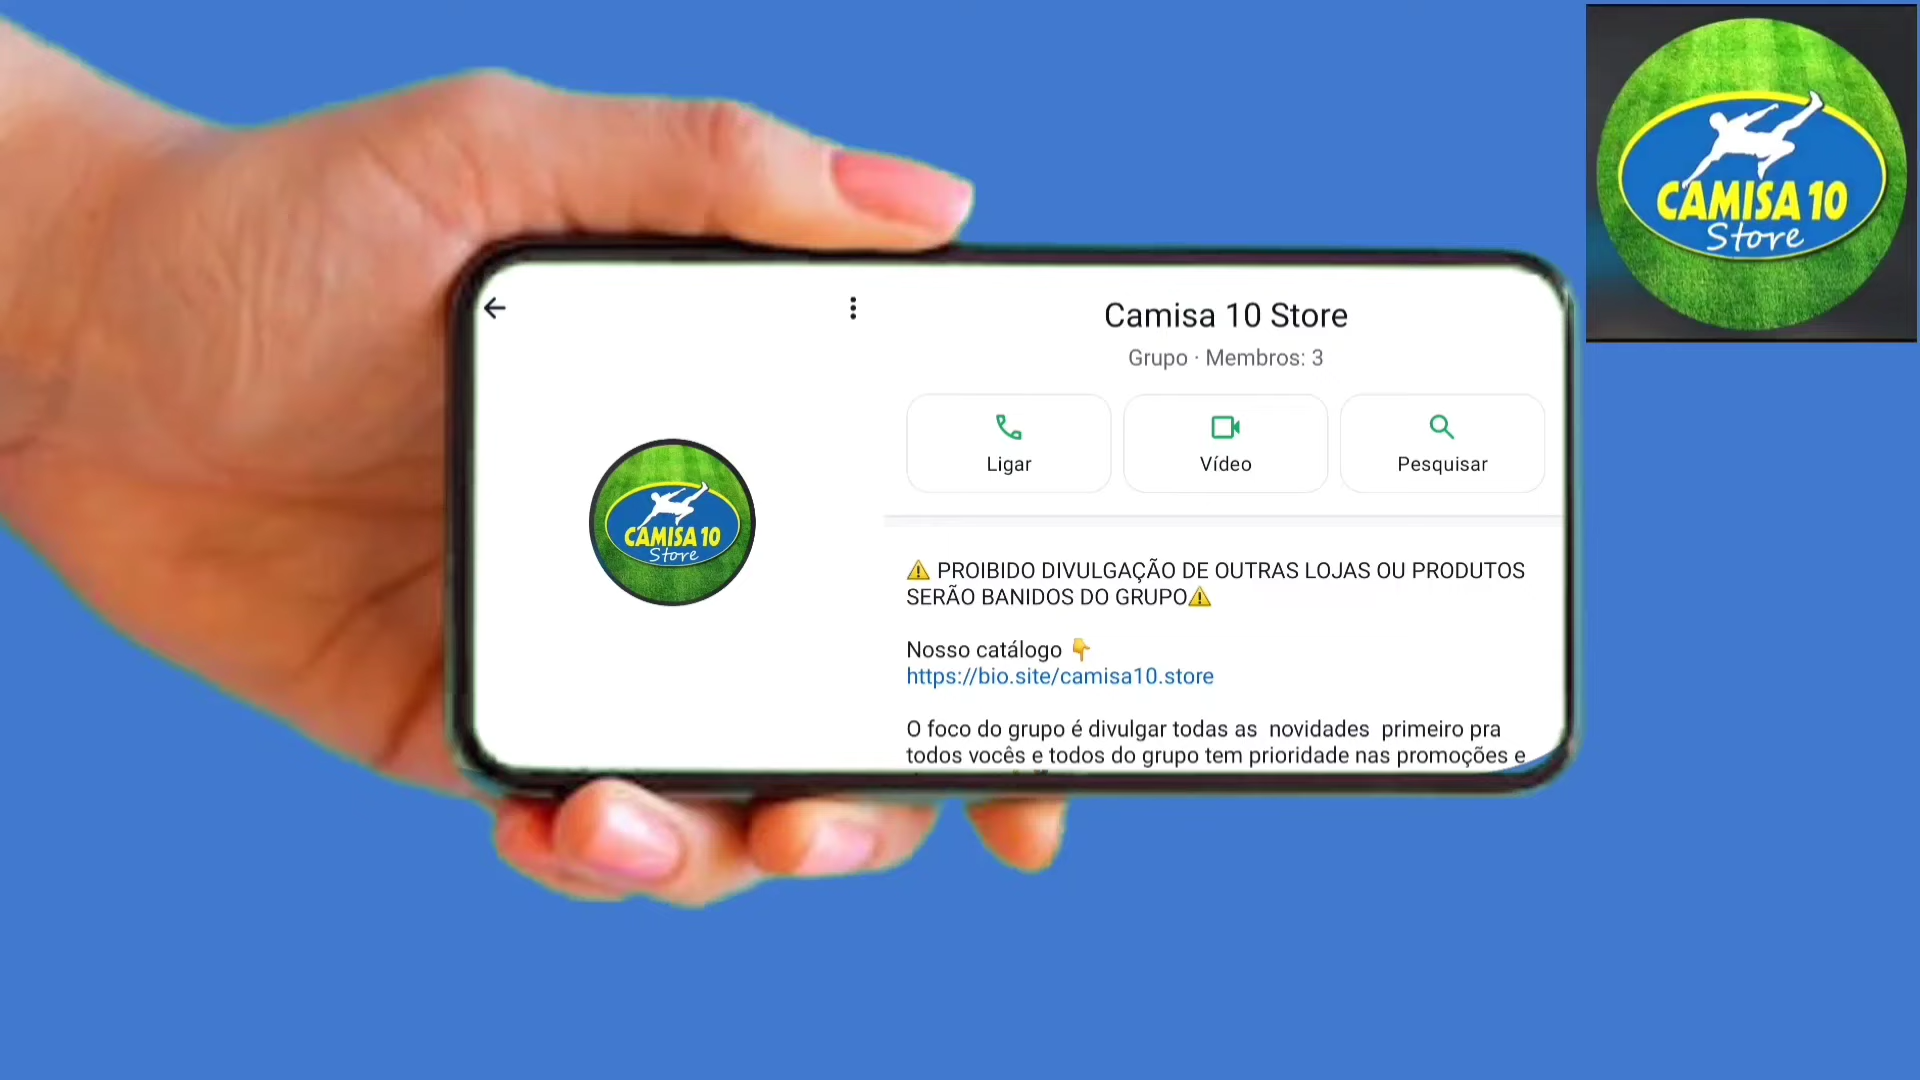 CAMISA 10
Store
Camisa 10 Store
Grupo · Membros: 3
Ligar
Vídeo
Pesquisar
CAMISA 10
Store
⚠️ PROIBIDO DIVULGAÇÃO DE OUTRAS LOJAS OU PRODUTOS
SERÃO BANIDOS DO GRUPO⚠️
Nosso catálogo 👇
https://bio.site/camisa10.store
O foco do grupo é divulgar todas as novidades primeiro pra
todos vocês e todos do grupo tem prioridade nas promoções e